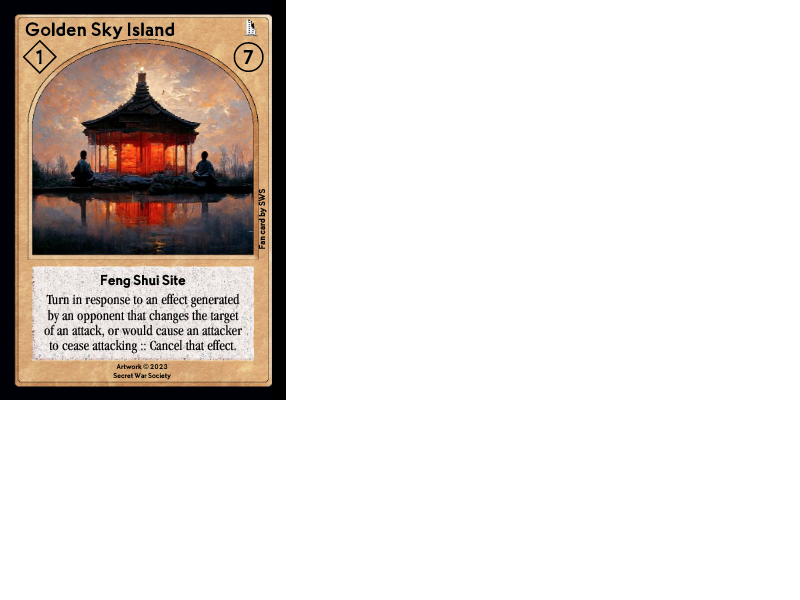 Golden Sky Island
1
7
Fan card by SWS
Feng Shui Site
Turn in response to an effect generated
by an opponent that changes the target
of an attack, or would cause an attacker
to cease attacking :: Cancel that effect.
Artwork © 2023
Secret War Society